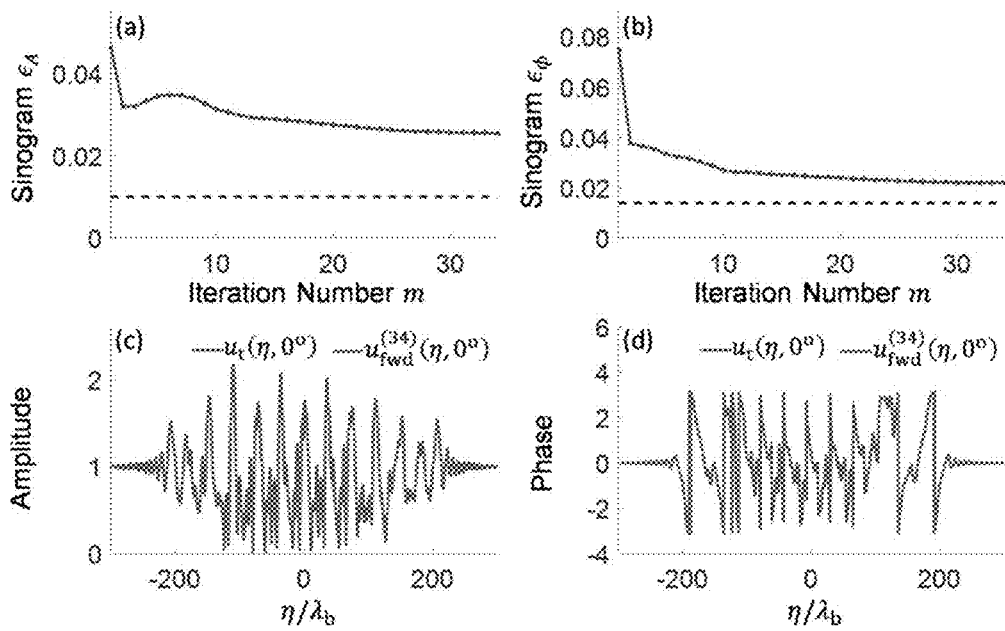 (a)
Sinogram ϵ_A
0.04
0.02
0
10
20
30
Iteration Number m
(b)
Sinogram ϵ_ϕ
0.08
0.06
0.04
0.02
0
10
20
30
Iteration Number m
(c)
u_t(η, 0°)
u_fwd^(34)(η, 0°)
Amplitude
2
1
0
-200
0
200
η/λ_b
(d)
u_t(η, 0°)
u_fwd^(34)(η, 0°)
Phase
6
4
2
0
-2
-4
-200
0
200
η/λ_b